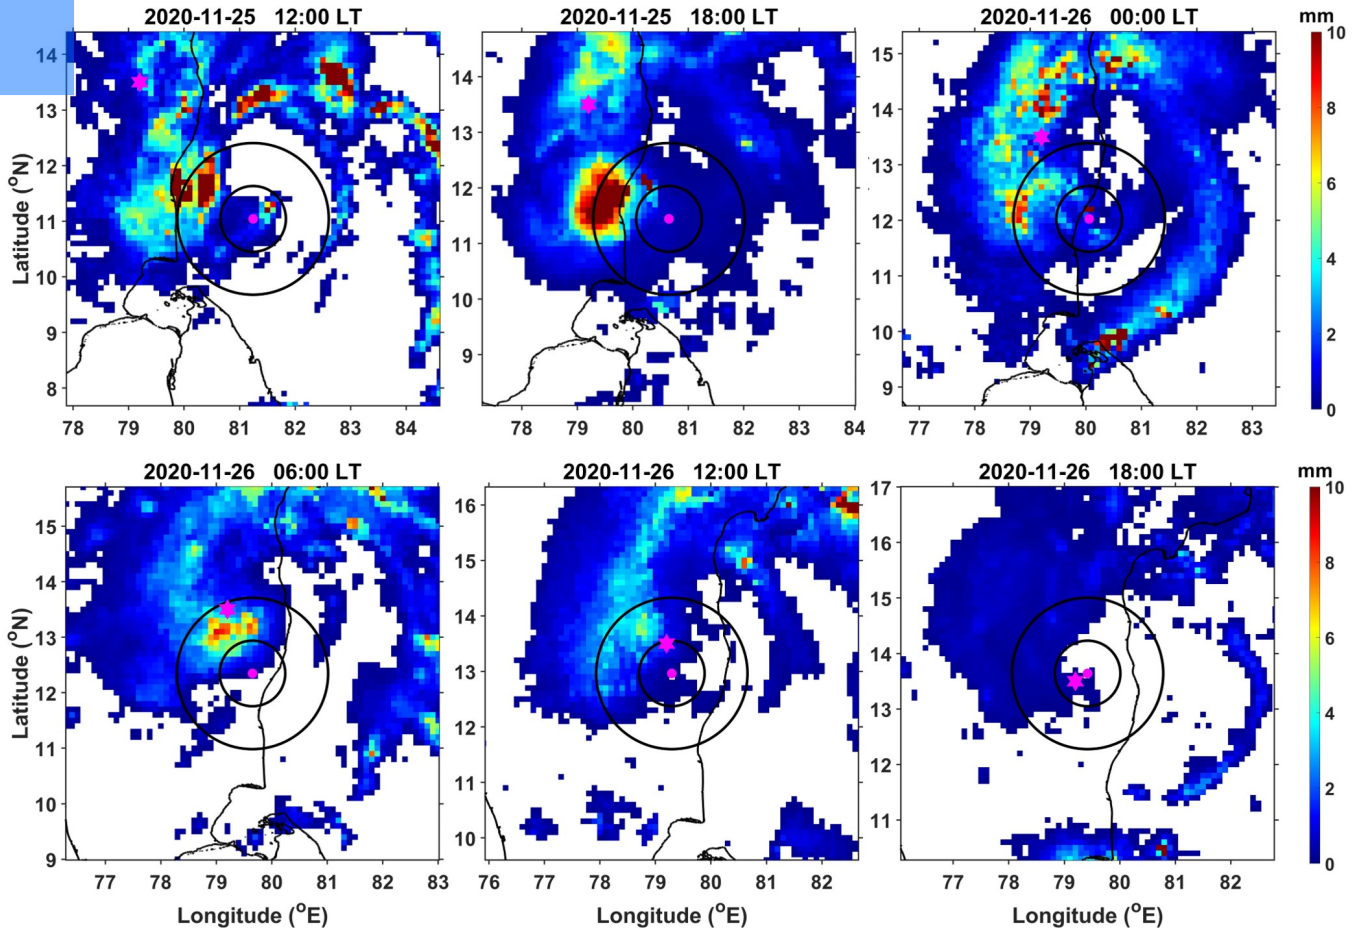 2020-11-25 12:00 LT
2020-11-25 18:00 LT
2020-11-26 00:00 LT
mm
14
13
12
11
10
9
8
78 79 80 81 82 83 84
Latitude (°N)
14
13
12
11
10
9
78 79 80 81 82 83 84
15
14
13
12
11
10
9
77 78 79 80 81 82 83
10
8
6
4
2
0
2020-11-26 06:00 LT
2020-11-26 12:00 LT
2020-11-26 18:00 LT
mm
15
14
13
12
11
10
9
77 78 79 80 81 82 83
Latitude (°N)
Longitude (°E)
16
15
14
13
12
11
10
76 77 78 79 80 81 82
Longitude (°E)
17
16
15
14
13
12
11
77 78 79 80 81 82
Longitude (°E)
10
8
6
4
2
0